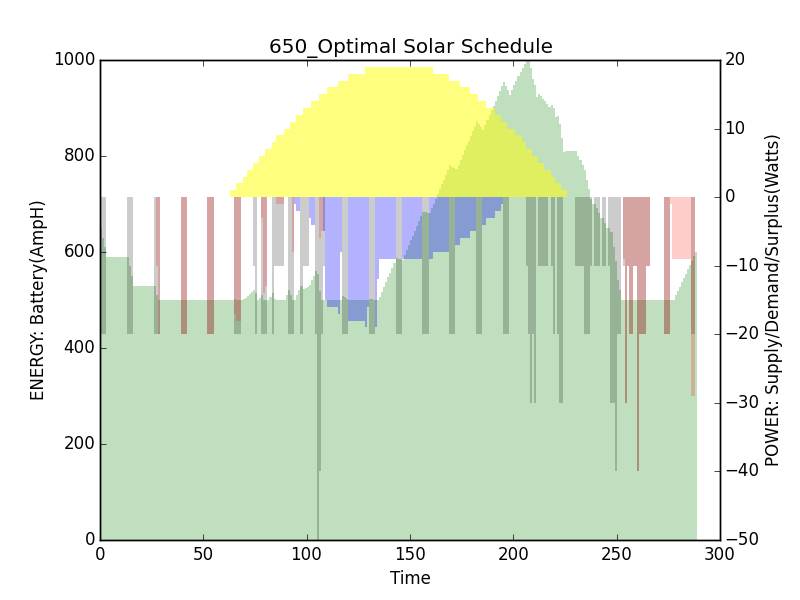 650_Optimal Solar Schedule
1000
800
600
400
200
0
ENERGY: Battery(AmpH)
20
10
0
−10
−20
−30
−40
−50
POWER: Supply/Demand/Surplus(Watts)
0 50 100 150 200 250 300
Time